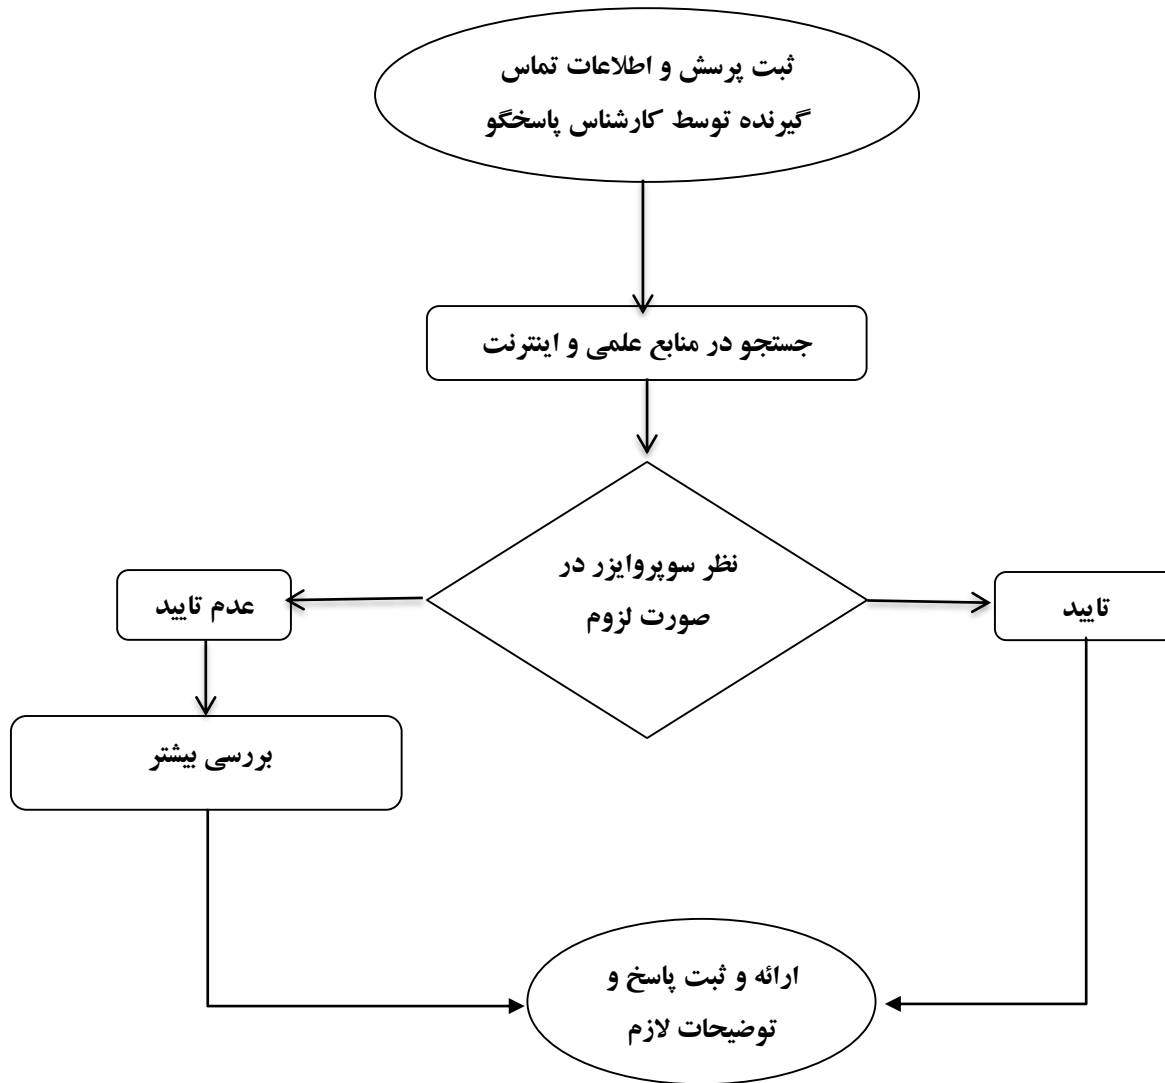 ثبت پرسش و اطلاعات تماس
گیرنده توسط کارشناس پاسخگو
جستجو در منابع علمی و اینترنت
نظر سوپروایزر در
صورت لزوم
تایید
عدم تایید
بررسی بیشتر
ارائه و ثبت پاسخ و
توضیحات لازم